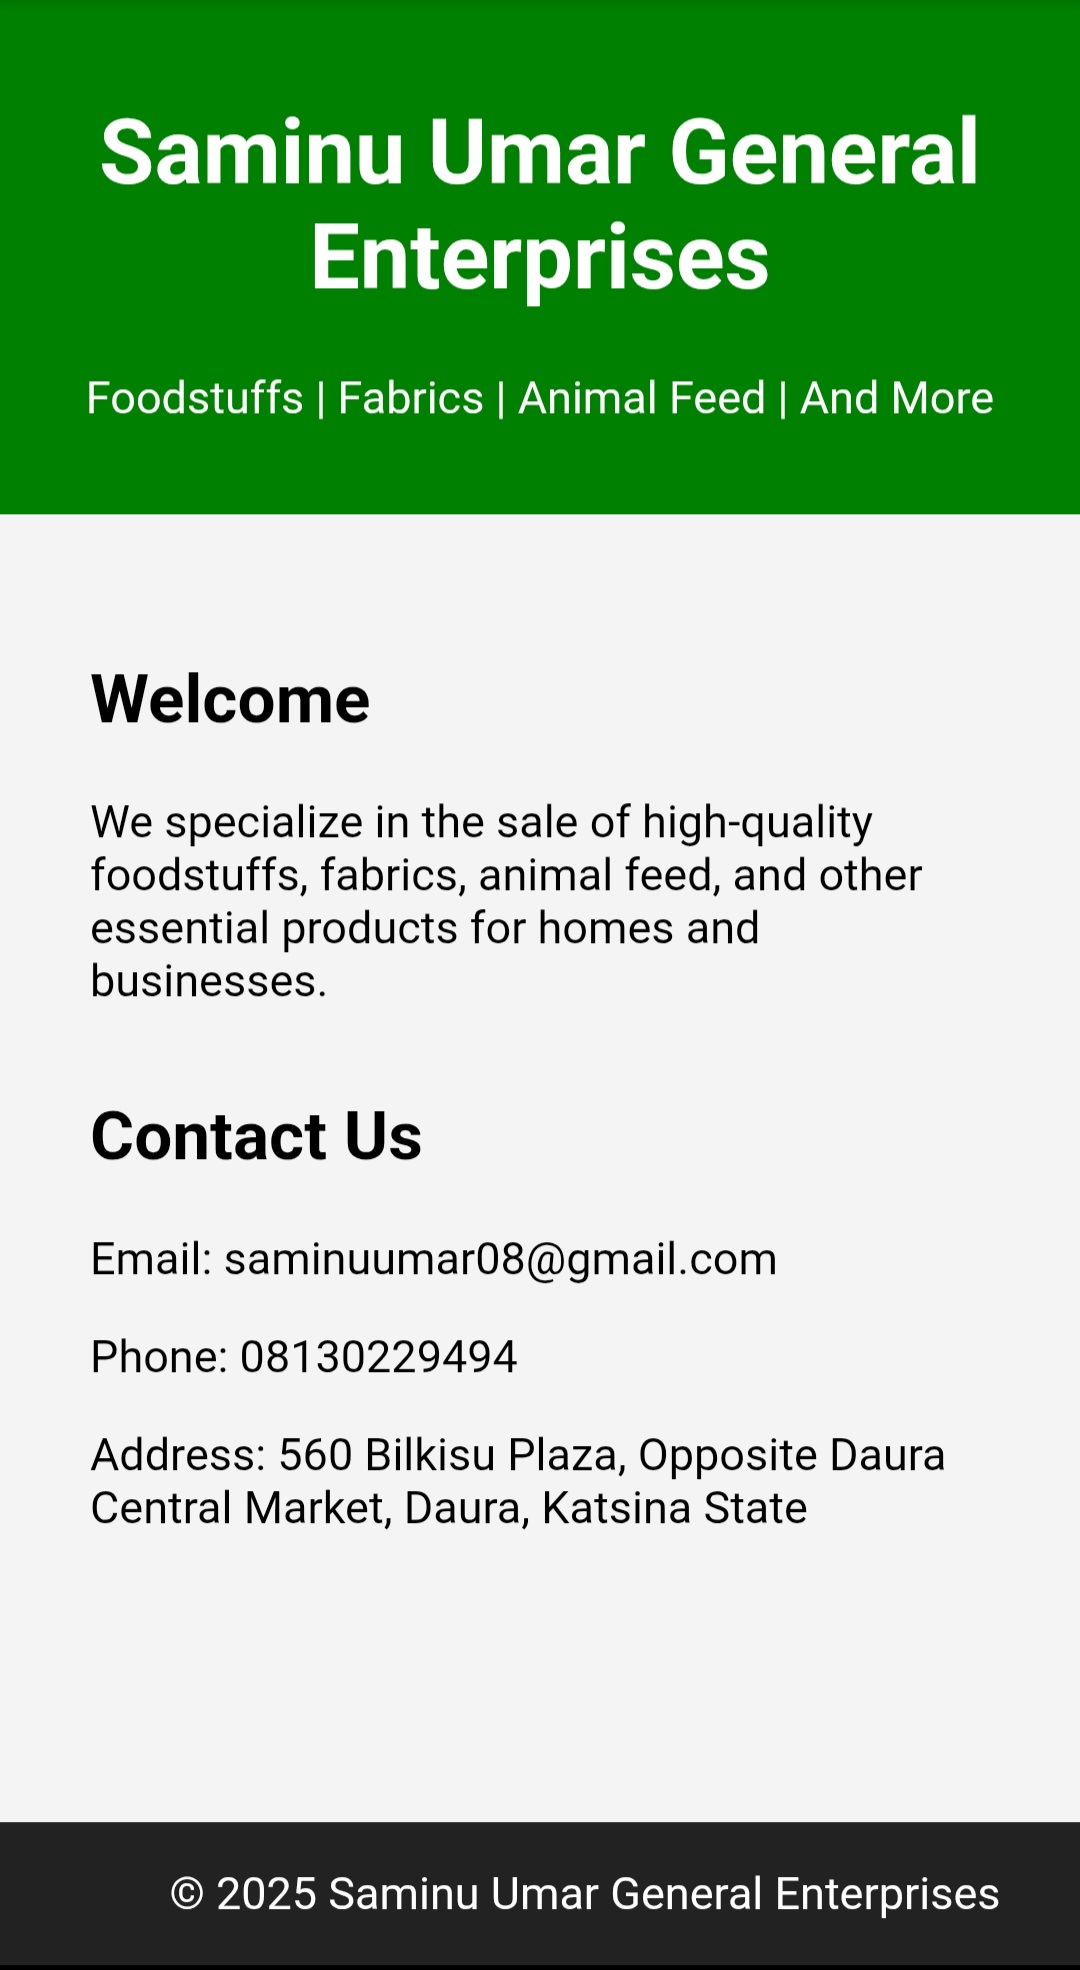 Saminu Umar General
Enterprises
Foodstuffs | Fabrics | Animal Feed | And More
Welcome
We specialize in the sale of high-quality
foodstuffs, fabrics, animal feed, and other
essential products for homes and
businesses.
Contact Us
Email: saminuumar08@gmail.com
Phone: 08130229494
Address: 560 Bilkisu Plaza, Opposite Daura
Central Market, Daura, Katsina State
© 2025 Saminu Umar General Enterprises